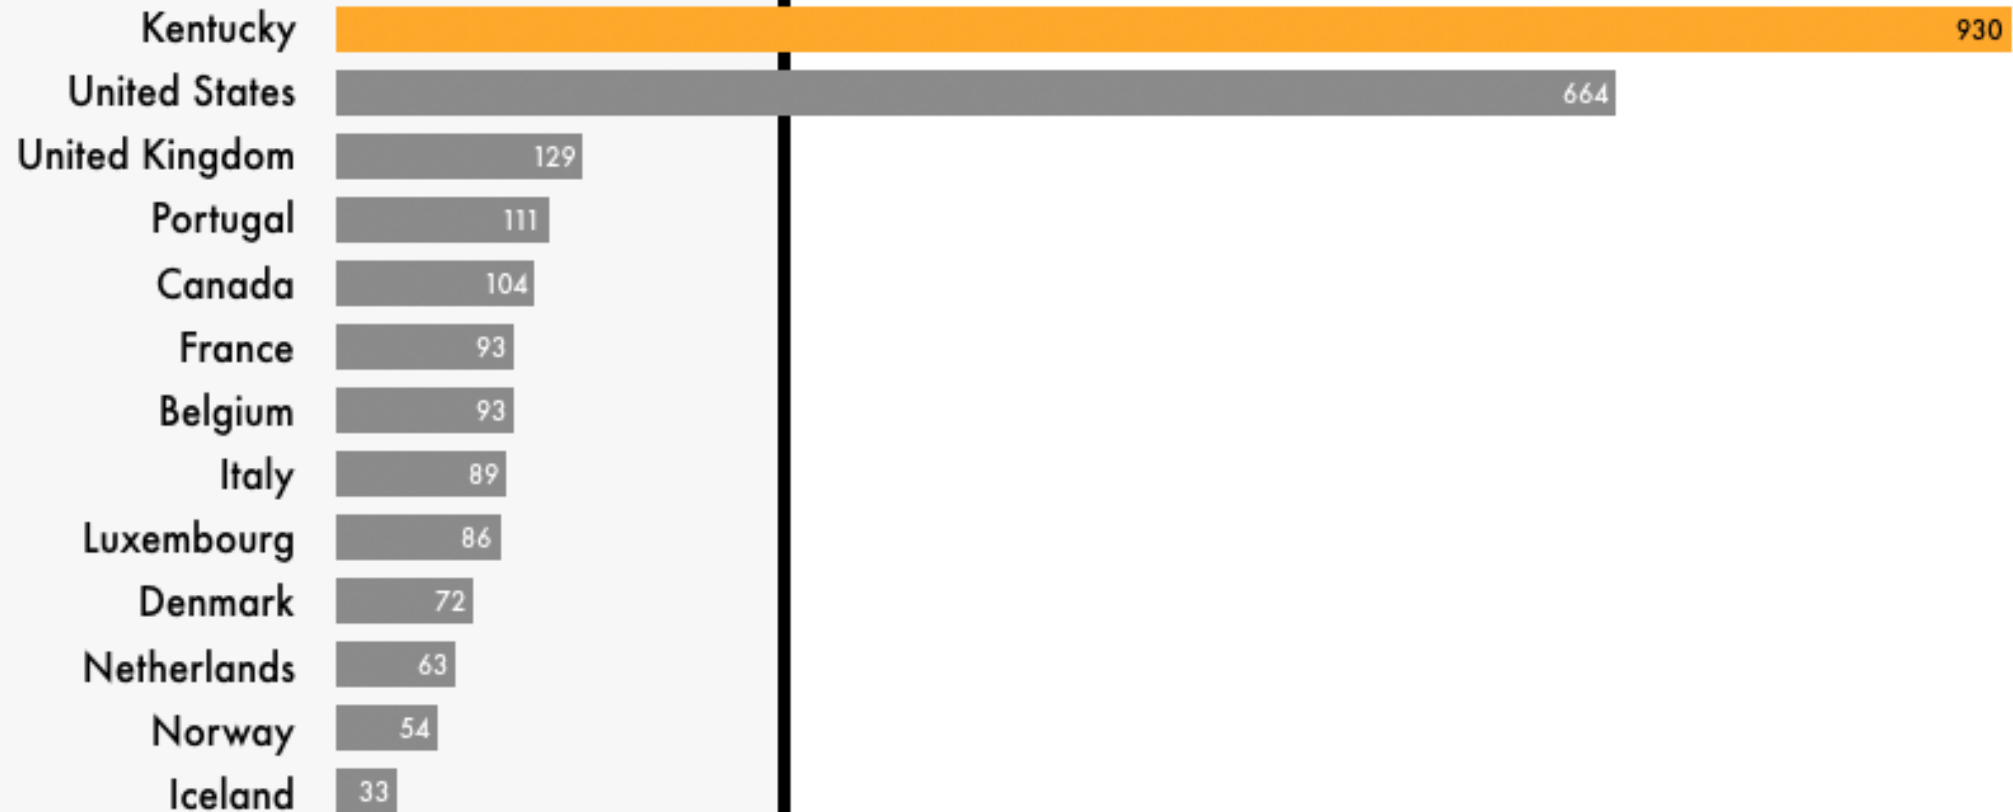 Kentucky 930
United States 664
United Kingdom 129
Portugal 111
Canada 104
France 93
Belgium 93
Italy 89
Luxembourg 86
Denmark 72
Netherlands 63
Norway 54
Iceland 33